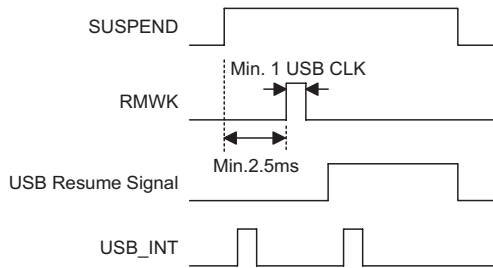 SUSPEND
Min. 1 USB CLK
RMWK
Min.2.5ms
USB Resume Signal
USB_INT